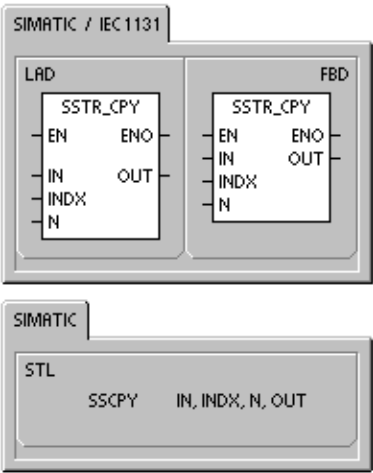 SIMATIC / IEC 1131
LAD
FBD
SSTR_CPY
EN ENO
IN OUT
INDX
N
SSTR_CPY
EN ENO
IN OUT
INDX
N
SIMATIC
STL
SSCPY IN, INDX, N, OUT